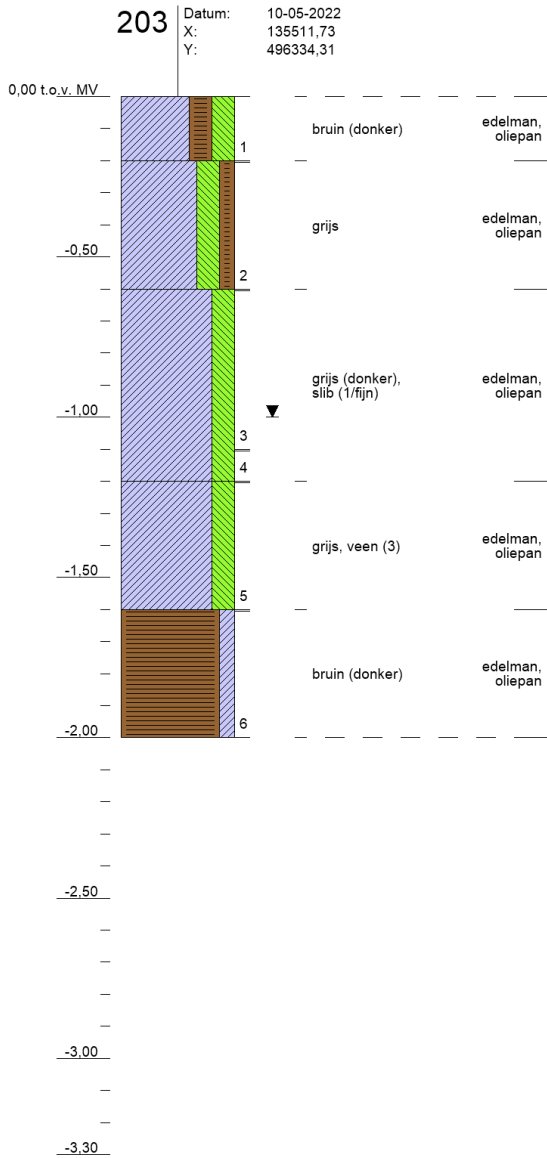 203
Datum: 10-05-2022
X: 135511,73
Y: 496334,31
0,00 t.o.v. MV
bruin (donker)
edelman,
oliepan
1
grijs
edelman,
oliepan
-0,50
2
grijs (donker),
slib (1/fijn)
edelman,
oliepan
-1,00
3
4
grijs, veen (3)
edelman,
oliepan
-1,50
5
bruin (donker)
edelman,
oliepan
6
-2,00
-2,50
-3,00
-3,30